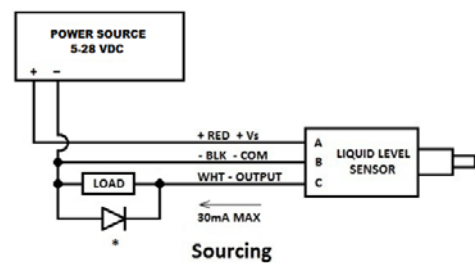 POWER SOURCE
5-28 VDC
+ −
+ RED + Vs
A
- BLK - COM
B
LIQUID LEVEL
SENSOR
LOAD
WHT - OUTPUT
C
30mA MAX
*
Sourcing